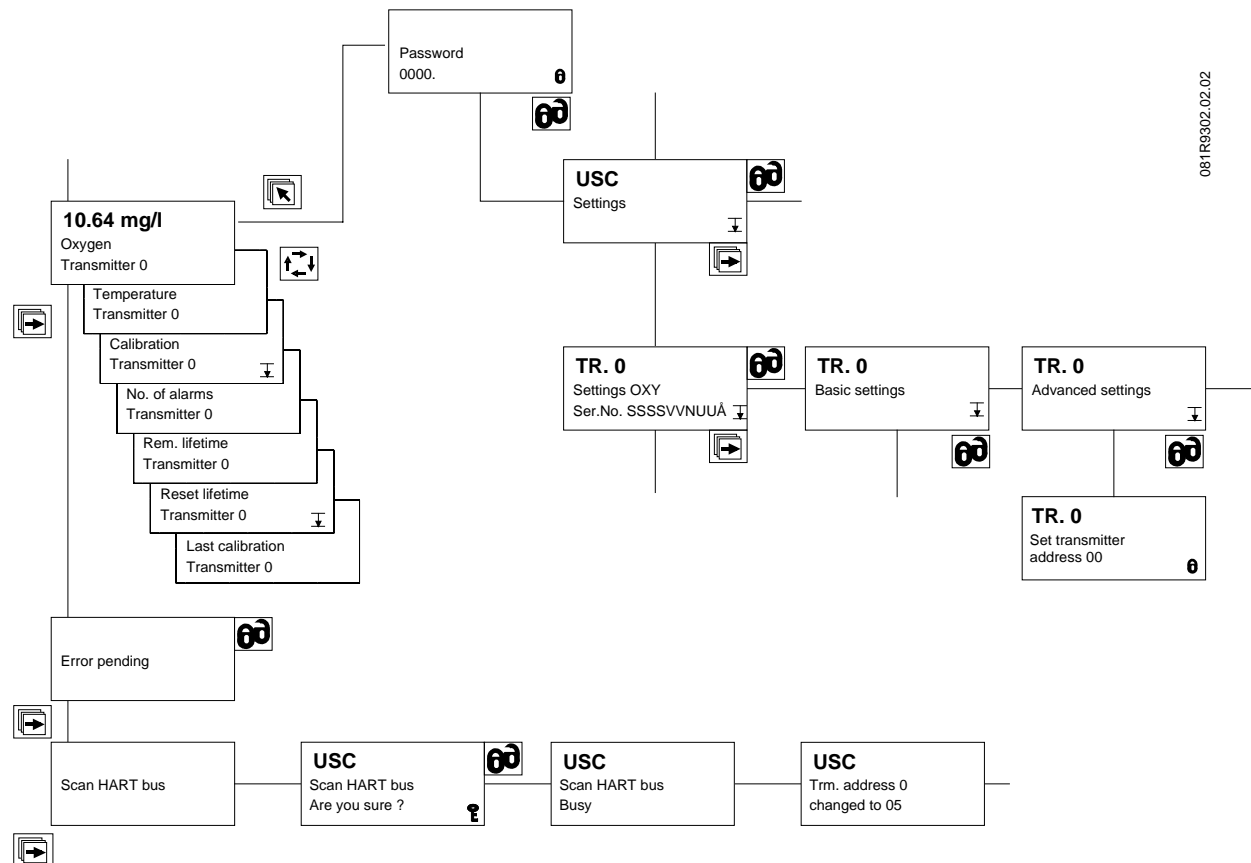 Password
0000.
081R9302.02.02
USC
Settings
10.64 mg/l
Oxygen
Transmitter 0
Temperature
Transmitter 0
Calibration
Transmitter 0
No. of alarms
Transmitter 0
Rem. lifetime
Transmitter 0
Reset lifetime
Transmitter 0
Last calibration
Transmitter 0
TR. 0
Settings OXY
Ser.No. SSSSVVNUUÅ
TR. 0
Basic settings
TR. 0
Advanced settings
TR. 0
Set transmitter
address 00
Error pending
Scan HART bus
USC
Scan HART bus
Are you sure ?
USC
Scan HART bus
Busy
USC
Trm. address 0
changed to 05